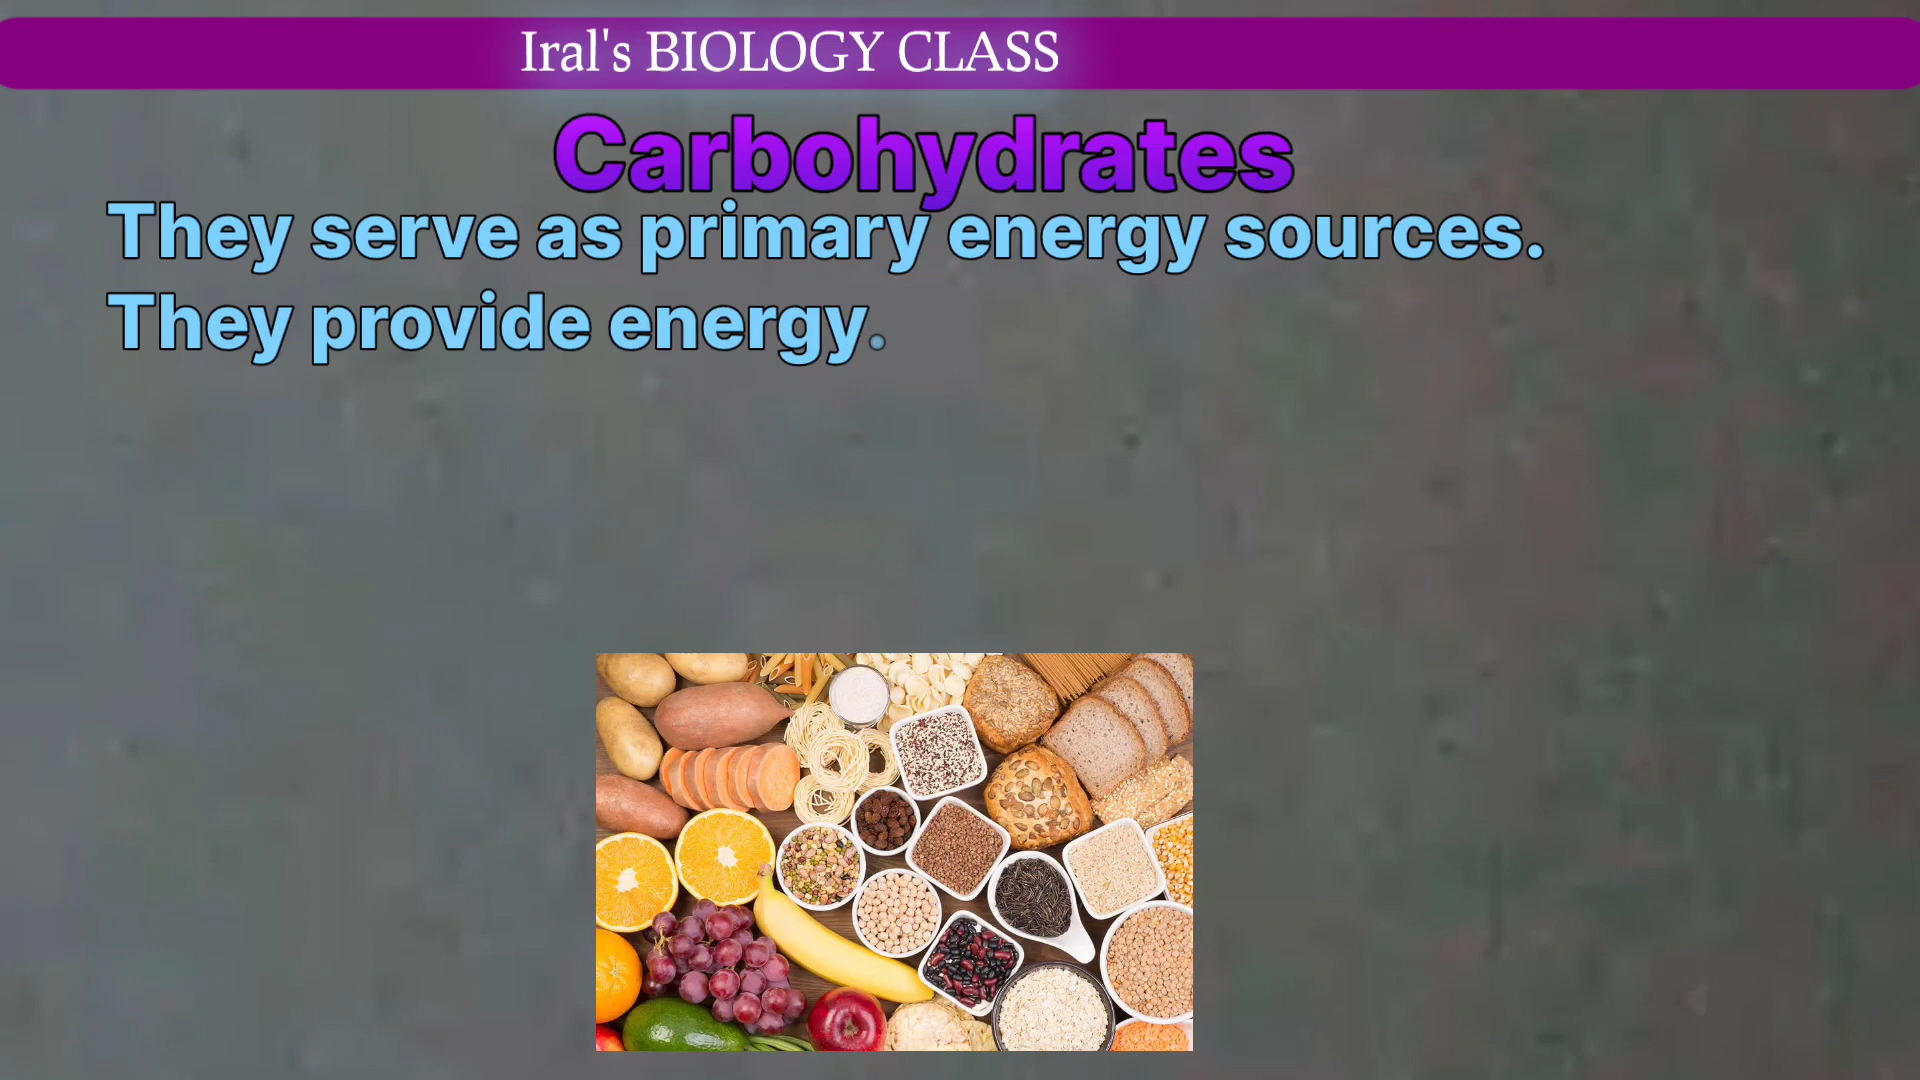 Iral's BIOLOGY CLASS
Carbohydrates
They serve as primary energy sources.
They provide energy.